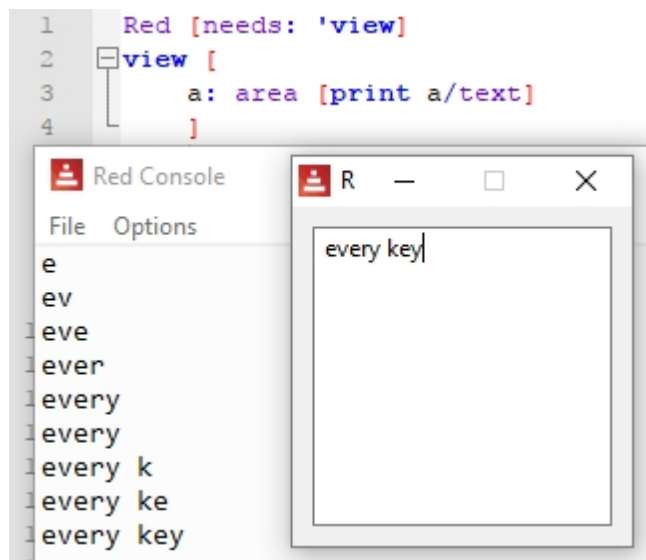 1 Red [needs: 'view]
2 view [
3 a: area [print a/text]
4 ]
Red Console
File Options
e
ev
eve
ever
every
every
every k
every ke
every key
R
every key